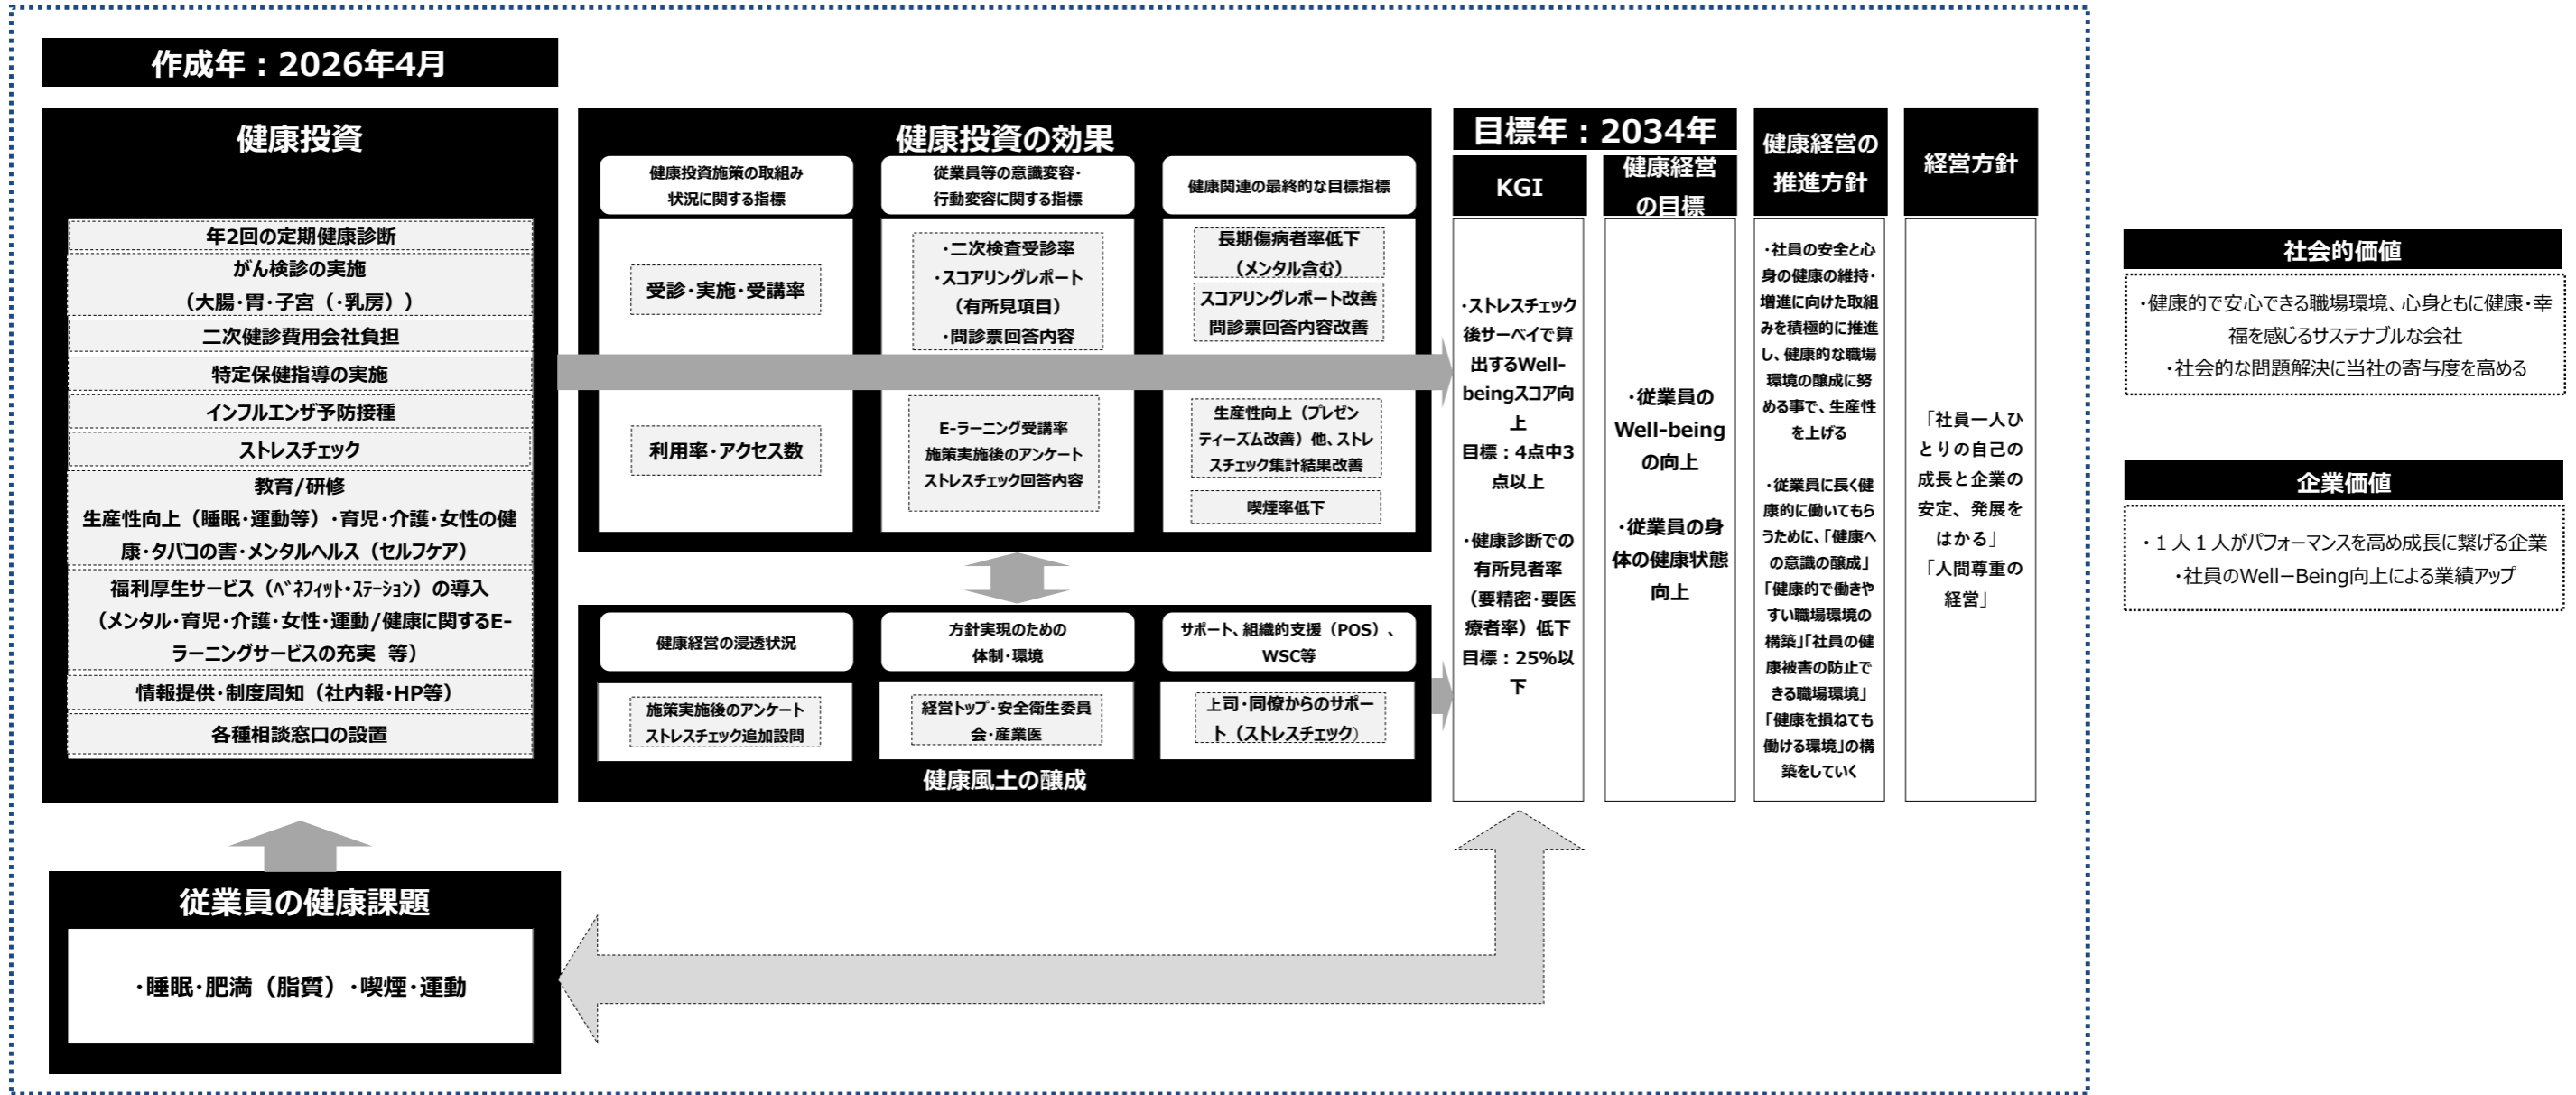 作成年：2026年4月
健康投資
年2回の定期健康診断
がん検診の実施
（大腸・胃・子宮（・乳房））
二次健診費用会社負担
特定保健指導の実施
インフルエンザ予防接種
ストレスチェック
教育/研修
生産性向上（睡眠・運動等）・育児・介護・女性の健
康・タバコの害・メンタルヘルス（セルフケア）
福利厚生サービス（ﾍﾞﾈﾌｨｯﾄ・ｽﾃｰｼｮﾝ）の導入
（メンタル・育児・介護・女性・運動/健康に関するE-
ラーニングサービスの充実 等）
情報提供・制度周知（社内報・HP等）
各種相談窓口の設置
従業員の健康課題
・睡眠・肥満（脂質）・喫煙・運動
健康投資の効果
健康投資施策の取組み
状況に関する指標
受診・実施・受講率
利用率・アクセス数
従業員等の意識変容・
行動変容に関する指標
・二次検査受診率
・スコアリングレポート
（有所見項目）
・問診票回答内容
E-ラーニング受講率
施策実施後のアンケート
ストレスチェック回答内容
健康関連の最終的な目標指標
長期傷病者率低下
（メンタル含む）
スコアリングレポート改善
問診票回答内容改善
生産性向上（プレゼン
ティーズム改善）他、ストレ
スチェック集計結果改善
喫煙率低下
健康経営の浸透状況
施策実施後のアンケート
ストレスチェック追加設問
方針実現のための
体制・環境
経営トップ・安全衛生委員
会・産業医
サポート、組織的支援（POS）、
WSC等
上司・同僚からのサポー
ト（ストレスチェック）
健康風土の醸成
目標年：2034年
KGI
・ストレスチェック
後サーベイで算
出するWell-
beingスコア向
上
目標：4点中3
点以上
・健康診断での
有所見者率
（要精密・要医
療者率）低下
目標：25%以
下
健康経営
の目標
・従業員の
Well-being
の向上
・従業員の身
体の健康状態
向上
健康経営の
推進方針
・社員の安全と心
身の健康の維持・
増進に向けた取組
みを積極的に推進
し、健康的な職場
環境の醸成に努
める事で、生産性
を上げる
・従業員に長く健
康的に働いてもら
うために、「健康へ
の意識の醸成」
「健康的で働きや
すい職場環境の
構築」「社員の健
康被害の防止で
きる職場環境」
「健康を損ねても
働ける環境」の構
築をしていく
経営方針
「社員一人ひ
とりの自己の
成長と企業の
安定、発展を
はかる」
「人間尊重の
経営」
社会的価値
・健康的で安心できる職場環境、心身ともに健康・幸
福を感じるサステナブルな会社
・社会的な問題解決に当社の寄与度を高める
企業価値
・１人１人がパフォーマンスを高め成長に繋げる企業
・社員のWell－Being向上による業績アップ